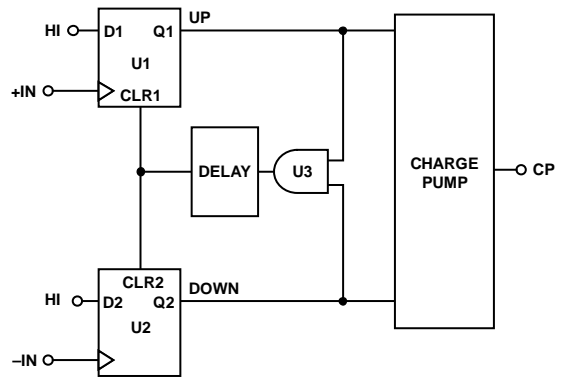 HI
D1
Q1
UP
U1
+IN
CLR1
DELAY
U3
CHARGE
PUMP
CP
CLR2
HI
D2
Q2
DOWN
U2
–IN